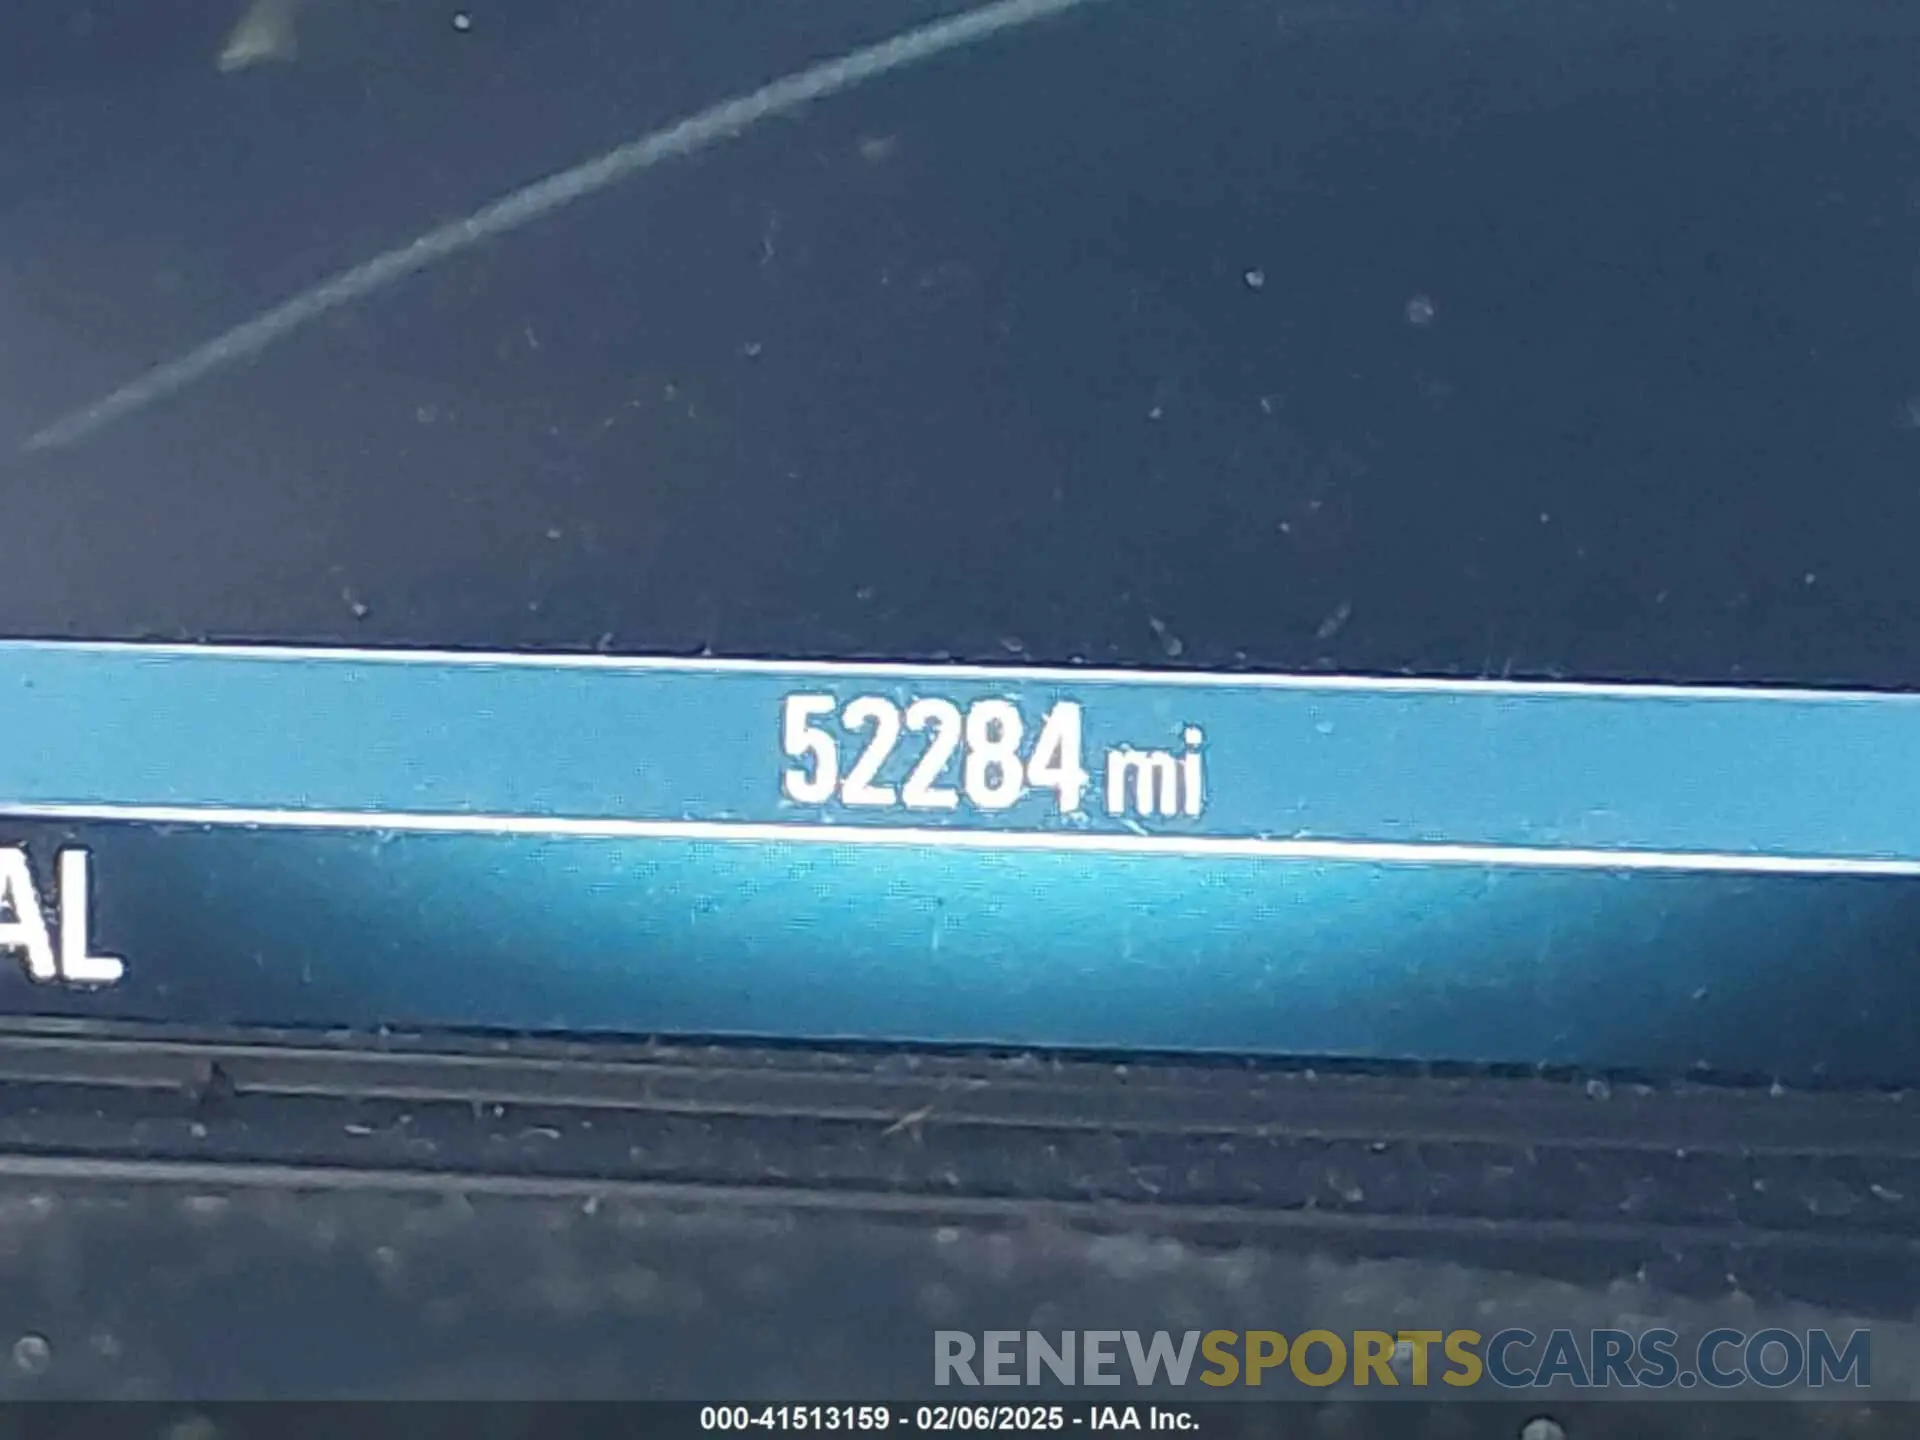 52284 mi
AL
RENEWSPORTSCARS.COM
000-41513159 - 02/06/2025 - IAA Inc.